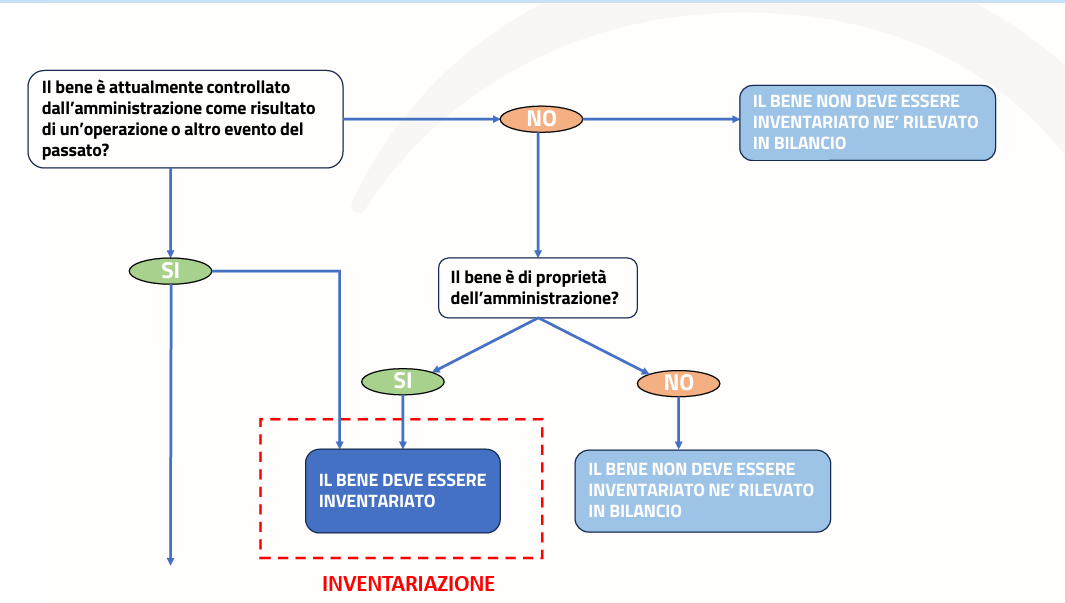 Il bene è attualmente controllato
dall'amministrazione come risultato
di un'operazione o altro evento del
passato?
NO
IL BENE NON DEVE ESSERE
INVENTARIATO NE' RILEVATO
IN BILANCIO
SI
Il bene è di proprietà
dell'amministrazione?
SI
NO
IL BENE DEVE ESSERE
INVENTARIATO
IL BENE NON DEVE ESSERE
INVENTARIATO NE' RILEVATO
IN BILANCIO
INVENTARIAZIONE